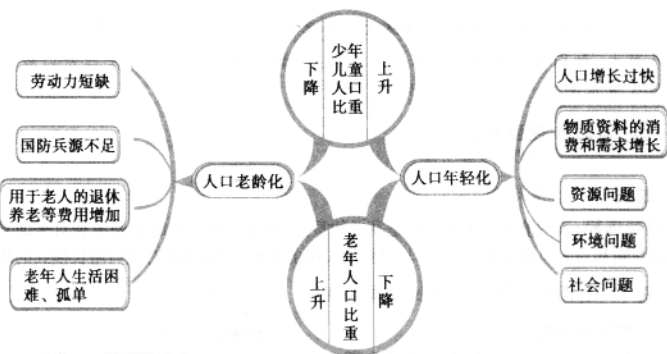 劳动力短缺
国防兵源不足
用于老人的退休
养老等费用增加
老年人生活困
难、孤单
人口老龄化
下降
少年
儿童
人口
比重
上升
上升
老年人口比重
下降
人口年轻化
人口增长过快
物质资料的消
费和需求增长
资源问题
环境问题
社会问题